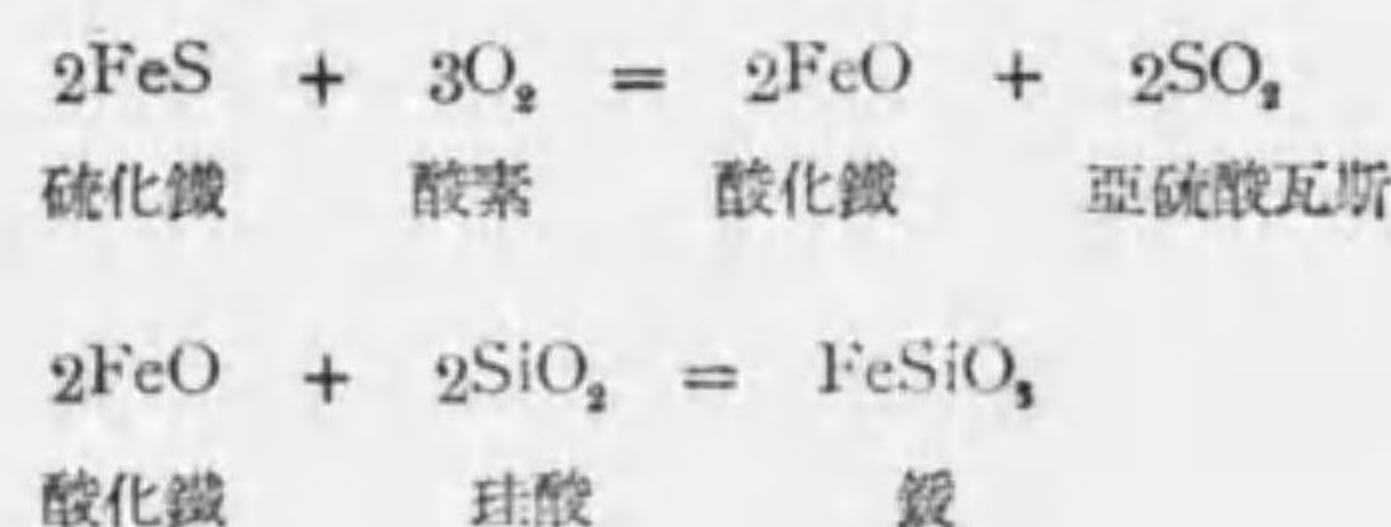 2FeS + 3O₂ = 2FeO + 2SO₂
硫化鐵 酸素 酸化鐵 亞硫酸瓦斯
2FeO + 2SiO₂ = FeSiO₃
酸化鐵 珪酸 鍰